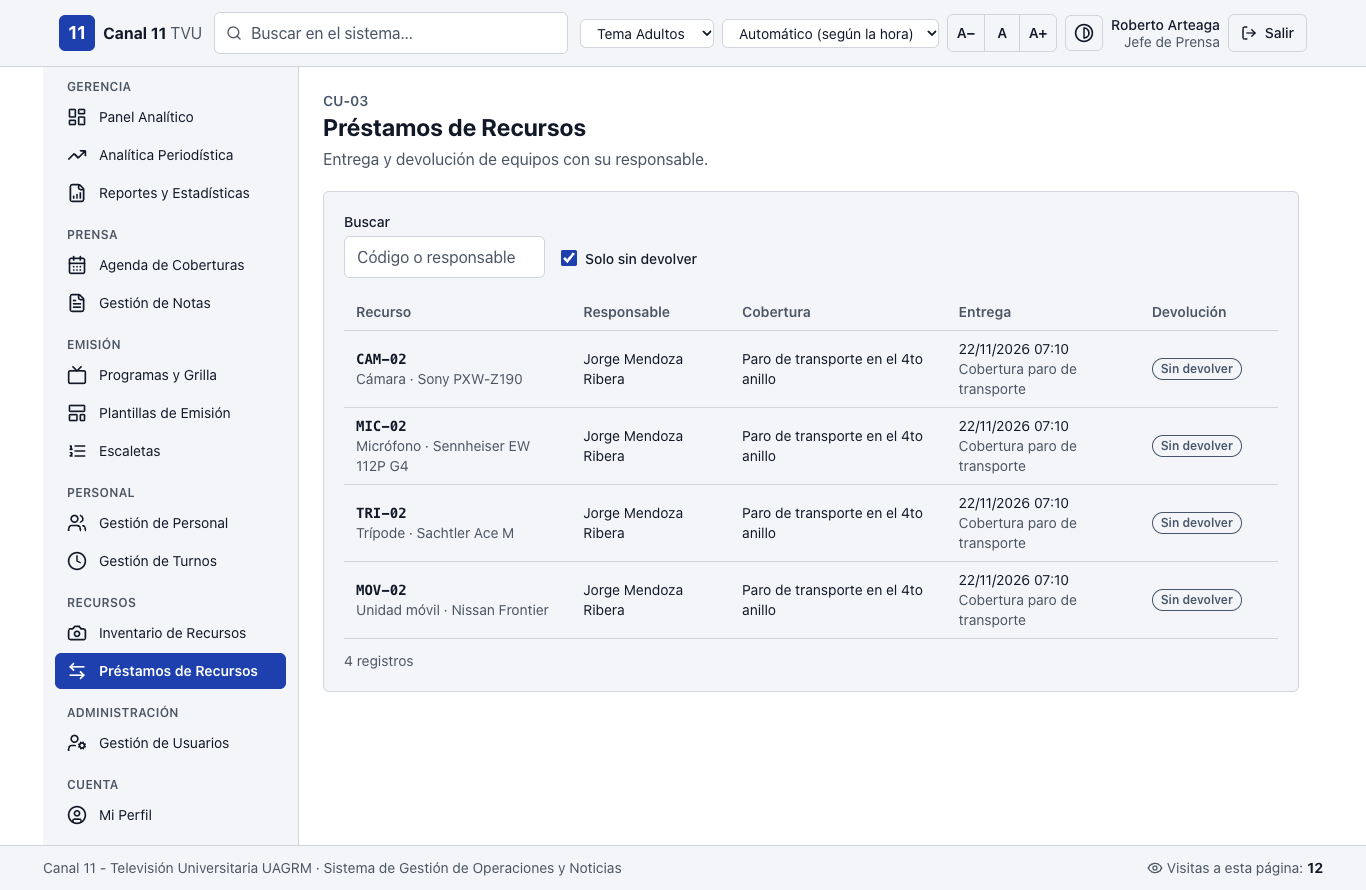 11 Canal 11 TVU
Buscar en el sistema...
Tema Adultos
Automático (según la hora)
A− A A+
Roberto Arteaga
Jefe de Prensa
Salir
GERENCIA
Panel Analítico
Analítica Periodística
Reportes y Estadísticas
PRENSA
Agenda de Coberturas
Gestión de Notas
EMISIÓN
Programas y Grilla
Plantillas de Emisión
Escaletas
PERSONAL
Gestión de Personal
Gestión de Turnos
RECURSOS
Inventario de Recursos
Préstamos de Recursos
ADMINISTRACIÓN
Gestión de Usuarios
CUENTA
Mi Perfil
CU-03
Préstamos de Recursos
Entrega y devolución de equipos con su responsable.
Buscar
Código o responsable
Solo sin devolver
Recurso Responsable Cobertura Entrega Devolución
CAM-02
Cámara · Sony PXW-Z190
Jorge Mendoza
Ribera
Paro de transporte en el 4to
anillo
22/11/2026 07:10
Cobertura paro de
transporte
Sin devolver
MIC-02
Micrófono · Sennheiser EW
112P G4
Jorge Mendoza
Ribera
Paro de transporte en el 4to
anillo
22/11/2026 07:10
Cobertura paro de
transporte
Sin devolver
TRI-02
Trípode · Sachtler Ace M
Jorge Mendoza
Ribera
Paro de transporte en el 4to
anillo
22/11/2026 07:10
Cobertura paro de
transporte
Sin devolver
MOV-02
Unidad móvil · Nissan Frontier
Jorge Mendoza
Ribera
Paro de transporte en el 4to
anillo
22/11/2026 07:10
Cobertura paro de
transporte
Sin devolver
4 registros
Canal 11 - Televisión Universitaria UAGRM · Sistema de Gestión de Operaciones y Noticias
Visitas a esta página: 12